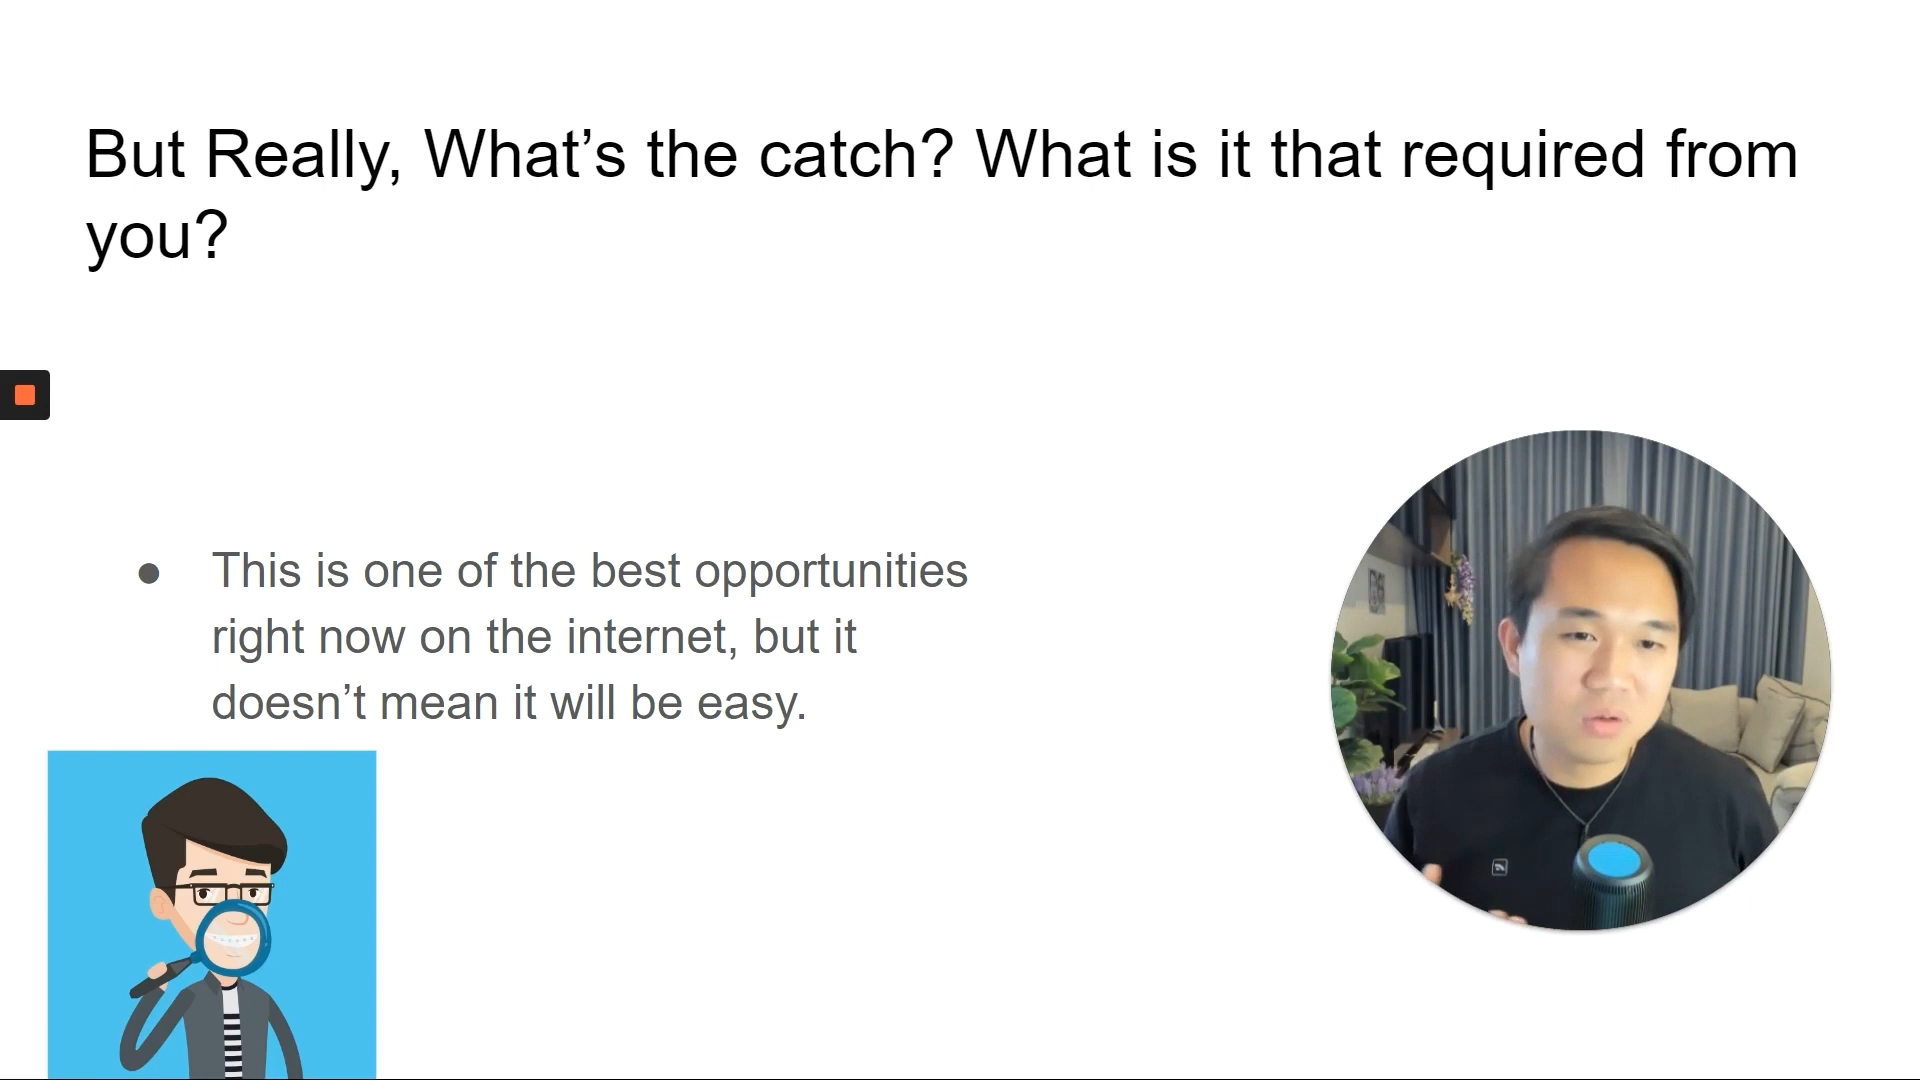 But Really, What’s the catch? What is it that required from
you?
This is one of the best opportunities
right now on the internet, but it
doesn’t mean it will be easy.